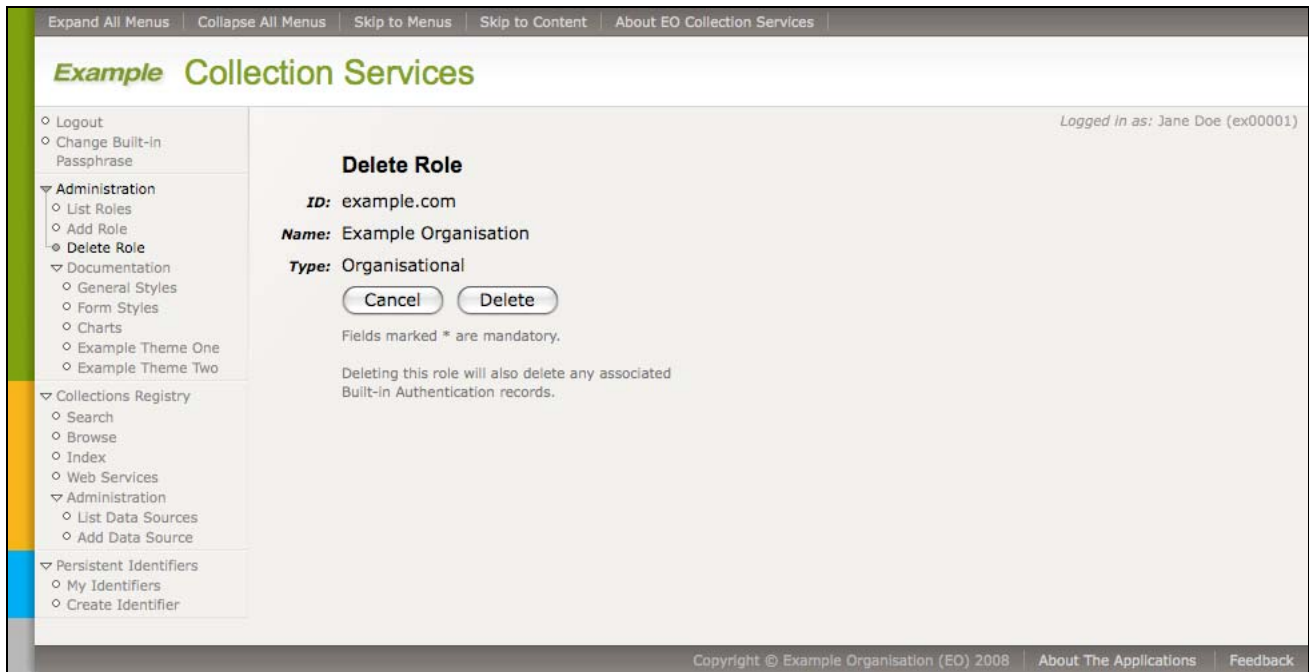 Expand All Menus Collapse All Menus Skip to Menus Skip to Content About EO Collection Services
Example Collection Services
Logged in as: Jane Doe (ex00001)
Logout
Change Built-in
Passphrase
Administration
List Roles
Add Role
Delete Role
Documentation
General Styles
Form Styles
Charts
Example Theme One
Example Theme Two
Collections Registry
Search
Browse
Index
Web Services
Administration
List Data Sources
Add Data Source
Persistent Identifiers
My Identifiers
Create Identifier
Delete Role
ID: example.com
Name: Example Organisation
Type: Organisational
Cancel Delete
Fields marked * are mandatory.
Deleting this role will also delete any associated
Built-in Authentication records.
Copyright © Example Organisation (EO) 2008 About The Applications Feedback